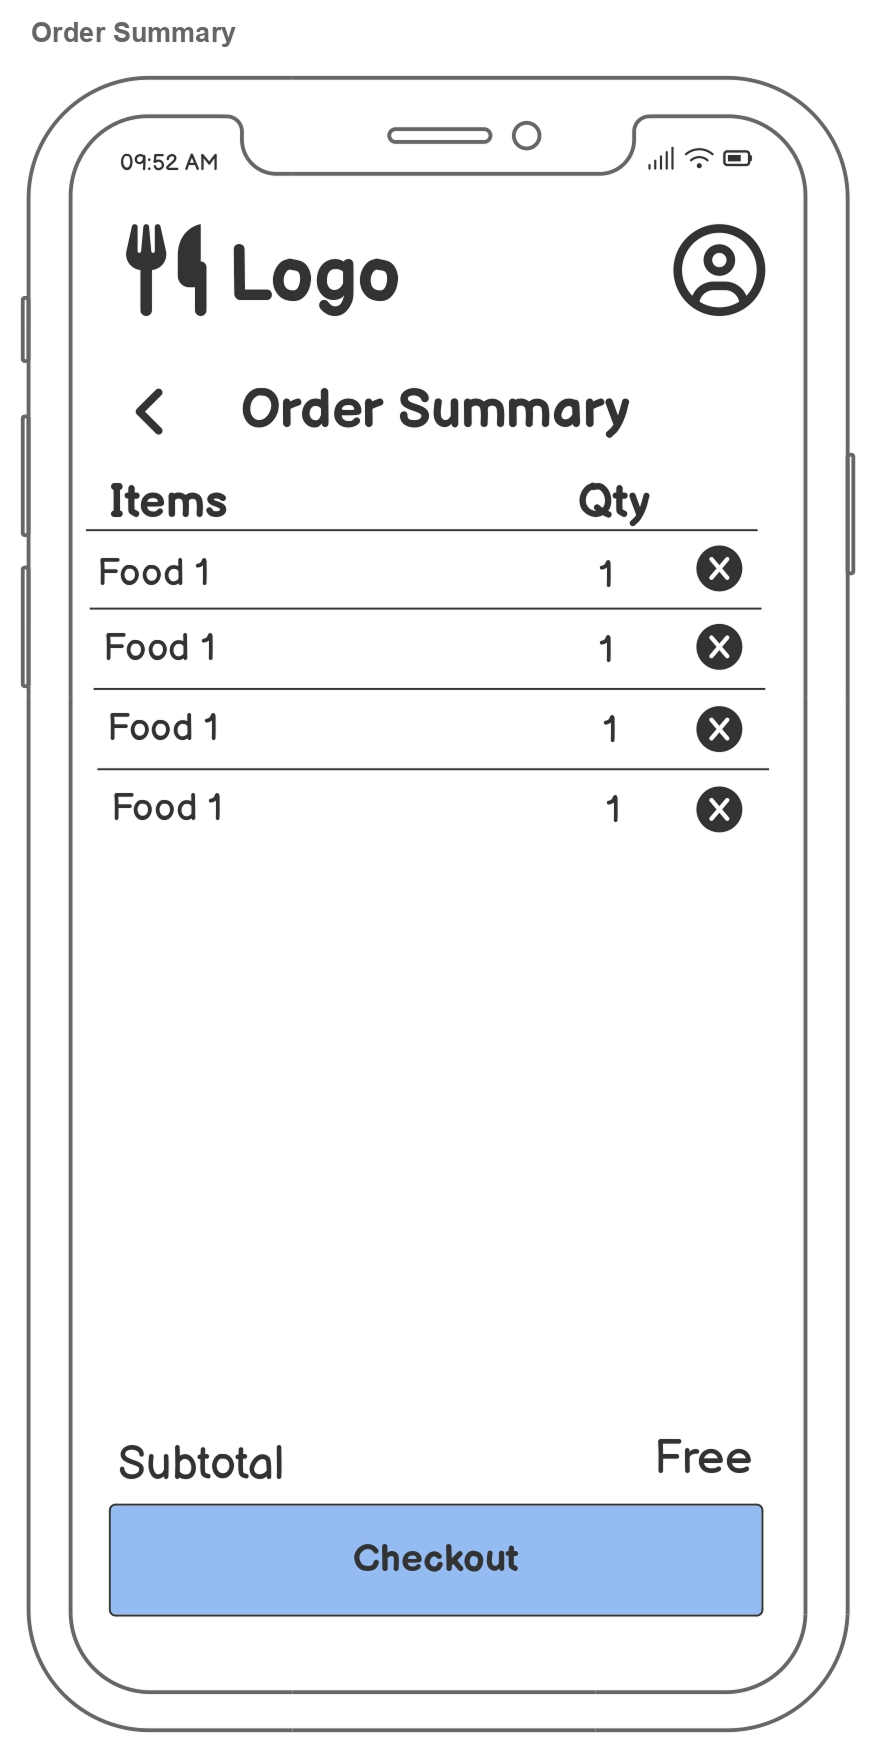 Order Summary
09:52 AM
Logo
Order Summary
Items Qty
Food 1 1
Food 1 1
Food 1 1
Food 1 1
Subtotal Free
Checkout